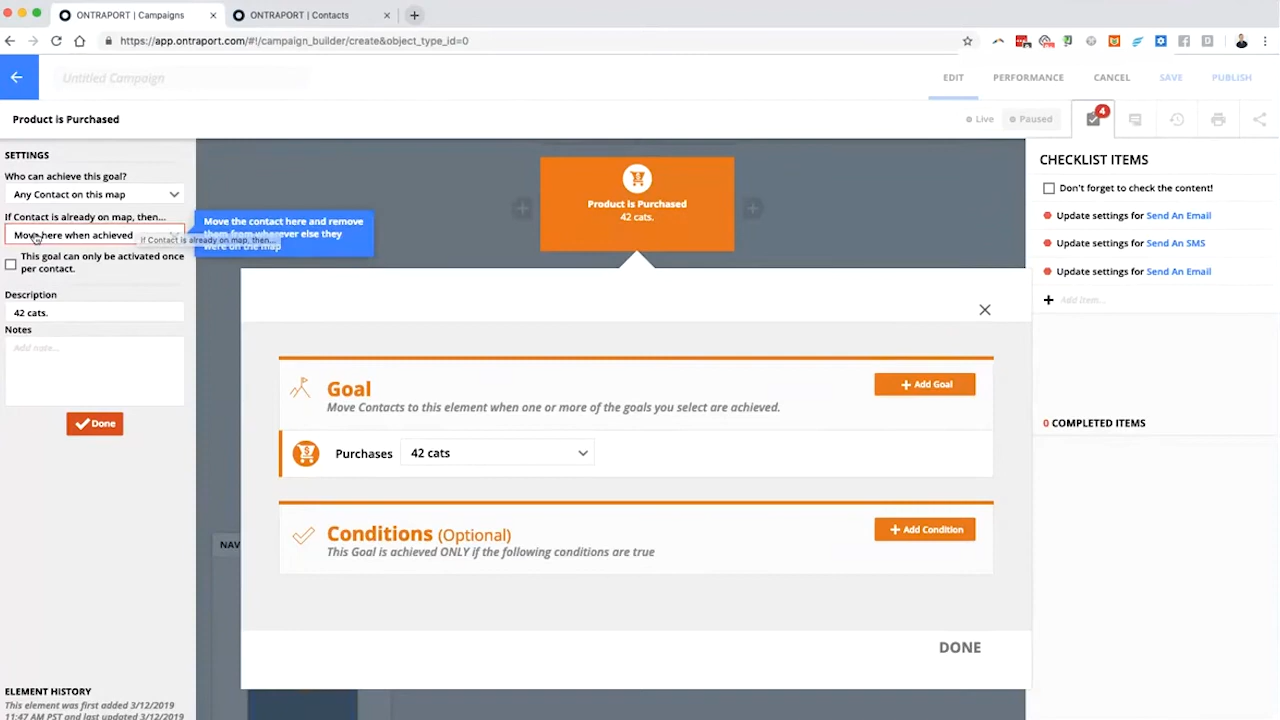 ONTRAPORT | Campaigns
ONTRAPORT | Contacts
https://app.ontraport.com/#!/campaign_builder/create&object_type_id=0
Untitled Campaign
EDIT
PERFORMANCE
CANCEL
SAVE
PUBLISH
Product is Purchased
Live
Paused
4
SETTINGS
Who can achieve this goal?
Any Contact on this map
If Contact is already on map, then...
Move here when achieved
Move the contact here and remove
them from wherever else they
were on the map
If Contact is already on map, then...
This goal can only be activated once
per contact.
Description
42 cats.
Notes
Add note...
Done
ELEMENT HISTORY
This element was first added 3/12/2019
11:47 AM PST and last updated 3/12/2019
Product is Purchased
42 cats.
Goal
Move Contacts to this element when one or more of the goals you select are achieved.
Add Goal
Purchases
42 cats
Conditions (Optional)
This Goal is achieved ONLY if the following conditions are true
Add Condition
DONE
NAV
CHECKLIST ITEMS
Don't forget to check the content!
Update settings for Send An Email
Update settings for Send An SMS
Update settings for Send An Email
Add Item...
0 COMPLETED ITEMS